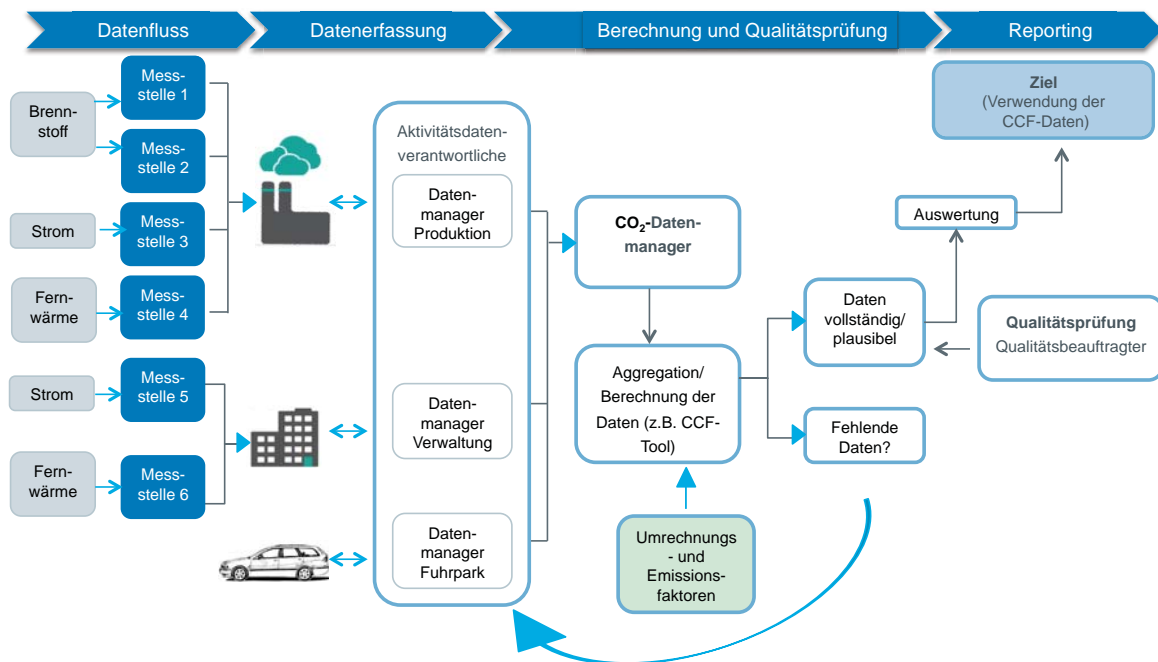 Datenfluss
Datenerfassung
Berechnung und Qualitätsprüfung
Reporting
Brenn-
stoff
Strom
Fern-
wärme
Strom
Fern-
wärme
Mess-
stelle 1
Mess-
stelle 2
Mess-
stelle 3
Mess-
stelle 4
Mess-
stelle 5
Mess-
stelle 6
Aktivitätsdaten-
verantwortliche
Daten-
manager
Produktion
Daten-
manager
Verwaltung
Daten-
manager
Fuhrpark
CO₂-Daten-
manager
Aggregation/
Berechnung der
Daten (z.B. CCF-
Tool)
Umrechnungs
- und
Emissions-
faktoren
Daten
vollständig/
plausibel
Fehlende
Daten?
Ziel
(Verwendung der
CCF-Daten)
Auswertung
Qualitätsprüfung
Qualitätsbeauftragter